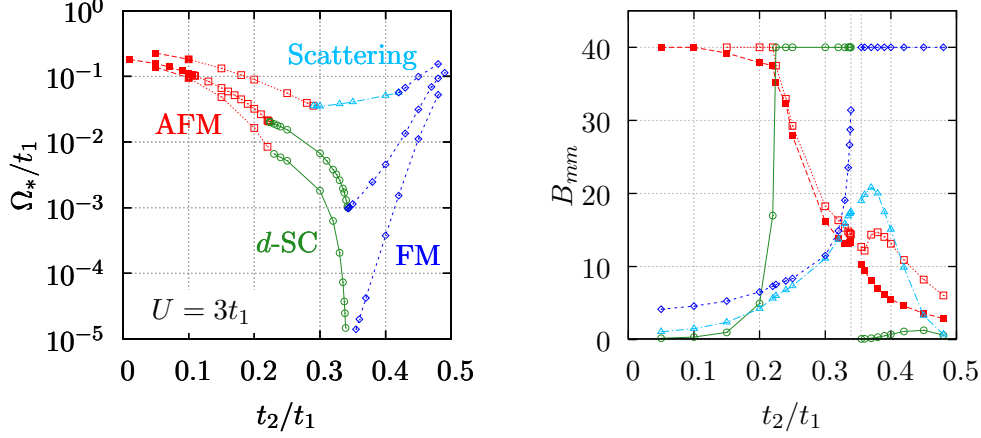 10⁰
10⁻¹
10⁻²
10⁻³
10⁻⁴
10⁻⁵
Ω*/t₁
Scattering
AFM
d-SC
FM
U = 3t₁
0 0.1 0.2 0.3 0.4 0.5
t₂/t₁
40
30
20
10
0
Bmm
0 0.1 0.2 0.3 0.4 0.5
t₂/t₁